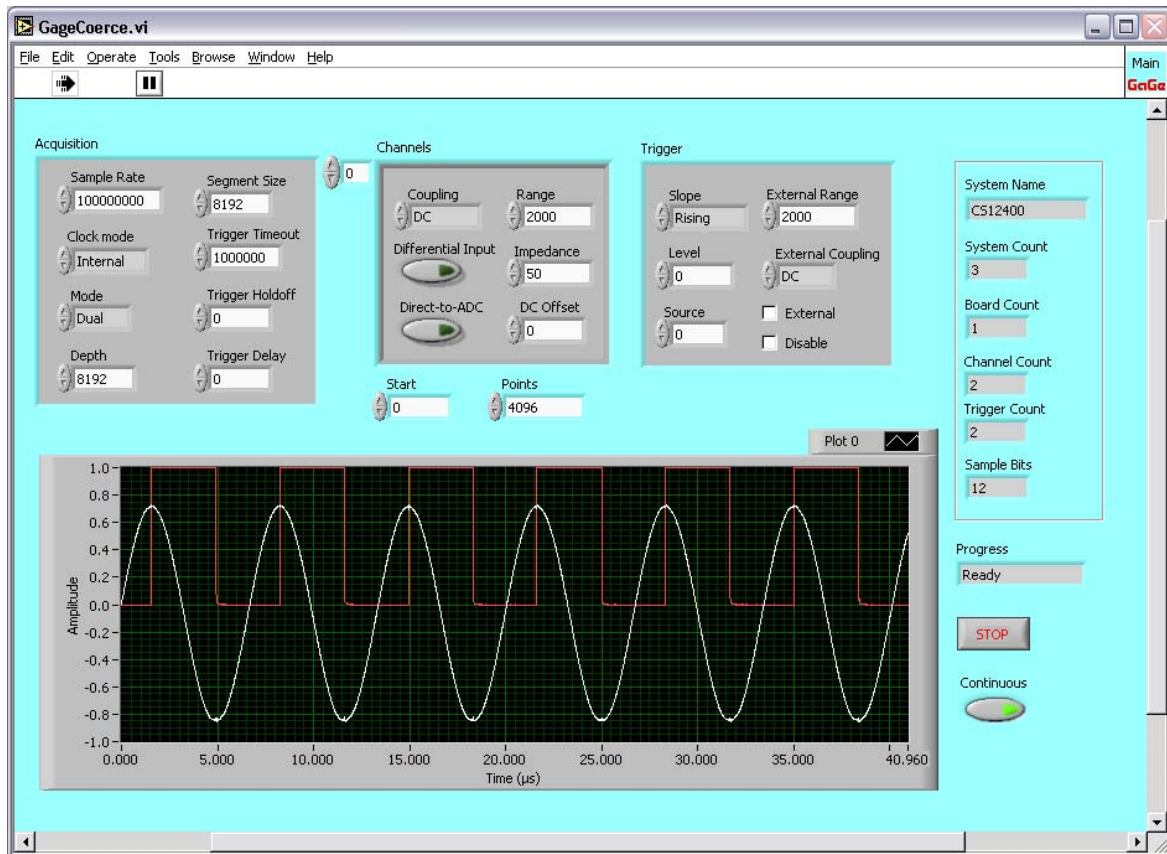 GageCoerce.vi
File Edit Operate Tools Browse Window Help
Main
GaGe
Acquisition
Sample Rate
100000000
Segment Size
8192
Clock mode
Internal
Trigger Timeout
1000000
Mode
Dual
Trigger Holdoff
0
Depth
8192
Trigger Delay
0
0
Channels
Coupling
DC
Range
2000
Differential Input
Impedance
50
Direct-to-ADC
DC Offset
0
Start
0
Points
4096
Trigger
Slope
Rising
External Range
2000
Level
0
External Coupling
DC
Source
0
External
Disable
System Name
CS12400
System Count
3
Board Count
1
Channel Count
2
Trigger Count
2
Sample Bits
12
Progress
Ready
STOP
Continuous
Plot 0
Amplitude
1.0
0.8
0.6
0.4
0.2
0.0
-0.2
-0.4
-0.6
-0.8
-1.0
0.000 5.000 10.000 15.000 20.000 25.000 30.000 35.000 40.960
Time (µs)